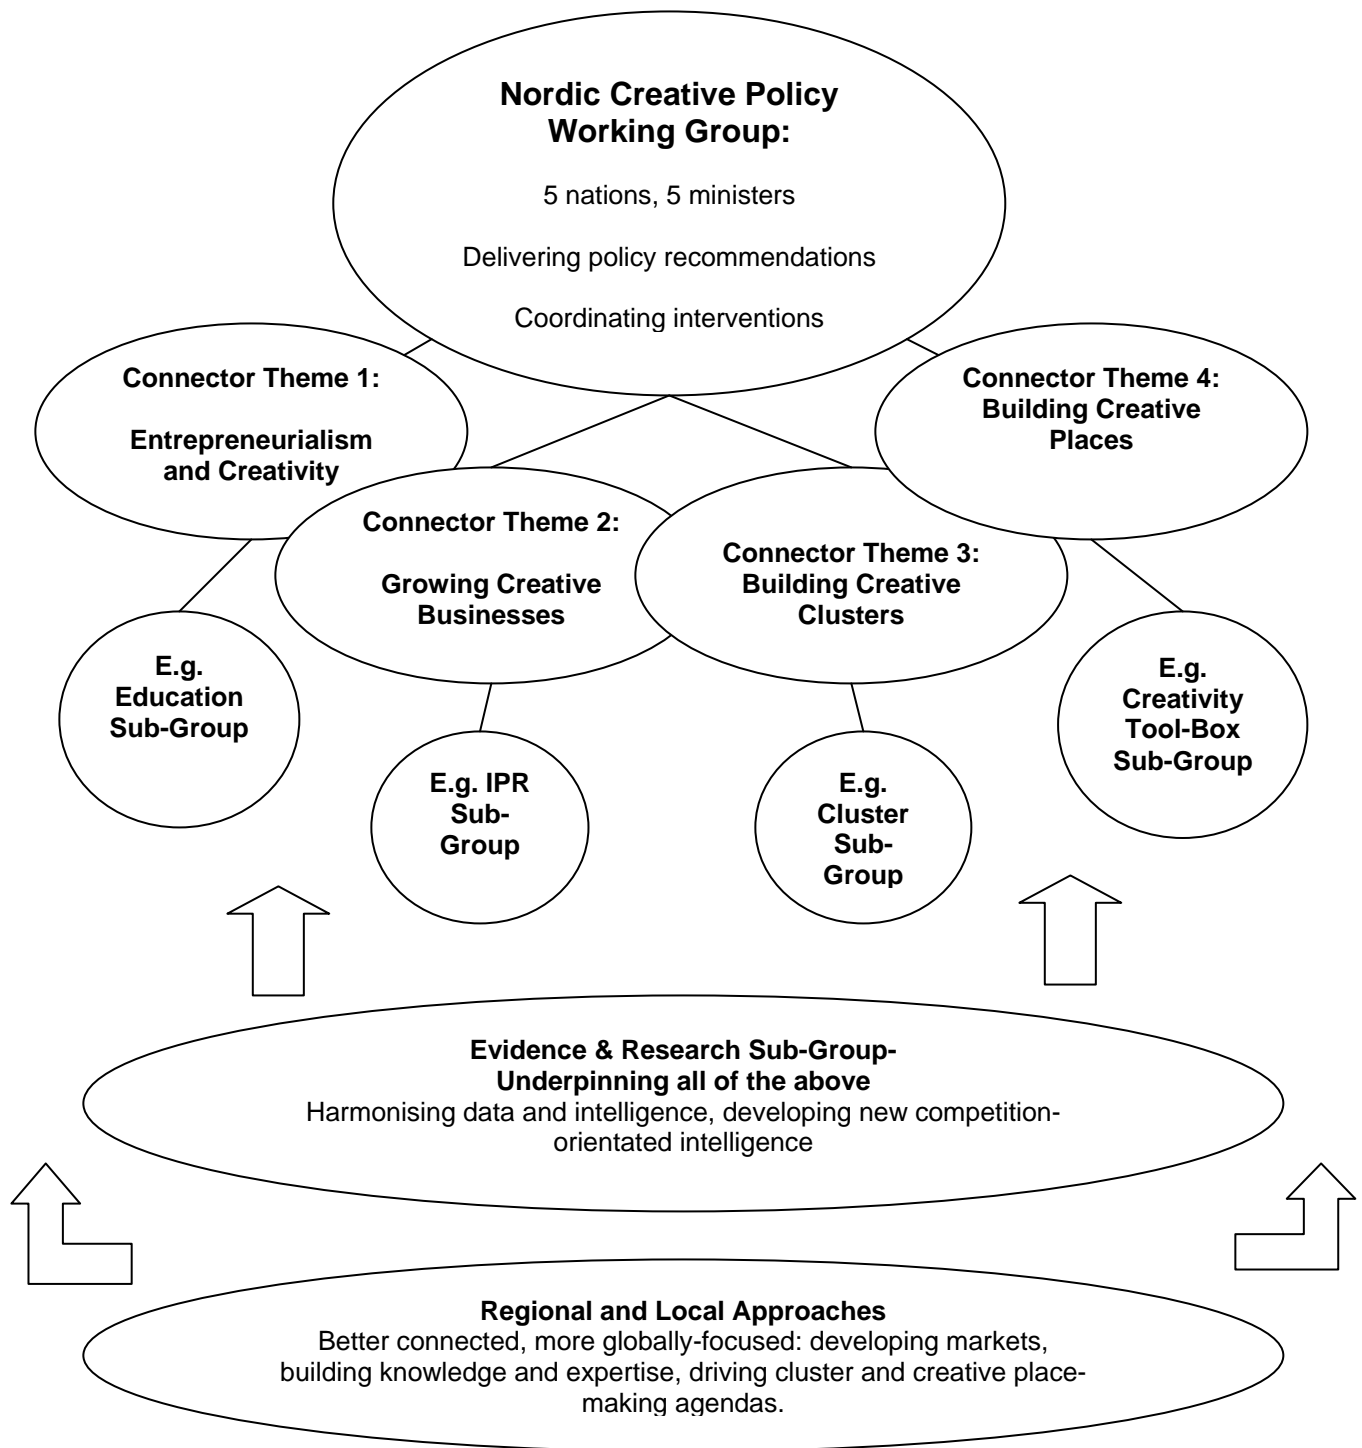 Nordic Creative Policy
Working Group:
5 nations, 5 ministers
Delivering policy recommendations
Coordinating interventions
Connector Theme 1:
Entrepreneurialism
and Creativity
Connector Theme 2:
Growing Creative
Businesses
Connector Theme 3:
Building Creative
Clusters
Connector Theme 4:
Building Creative
Places
E.g.
Education
Sub-Group
E.g. IPR
Sub-
Group
E.g.
Cluster
Sub-
Group
E.g.
Creativity
Tool-Box
Sub-Group
Evidence & Research Sub-Group-
Underpinning all of the above
Harmonising data and intelligence, developing new competition-
orientated intelligence
Regional and Local Approaches
Better connected, more globally-focused: developing markets,
building knowledge and expertise, driving cluster and creative place-
making agendas.